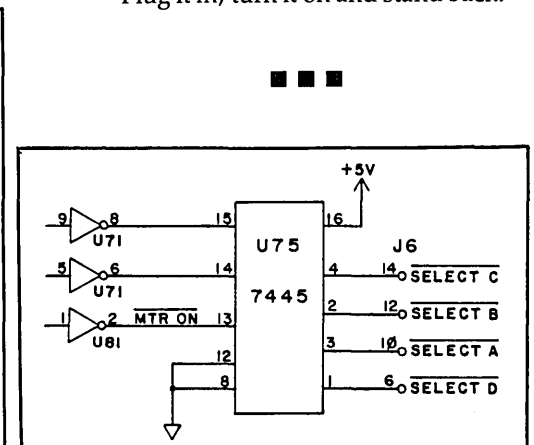 Plug it in, turn it on and stand back.
+5V
9 8 15 16
U71 U75 J6
5 6 14 4 14 SELECT C
U71 7445
1 2 MTR ON 13 2 12 SELECT B
U81
12 3 10 SELECT A
8 1 6 SELECT D